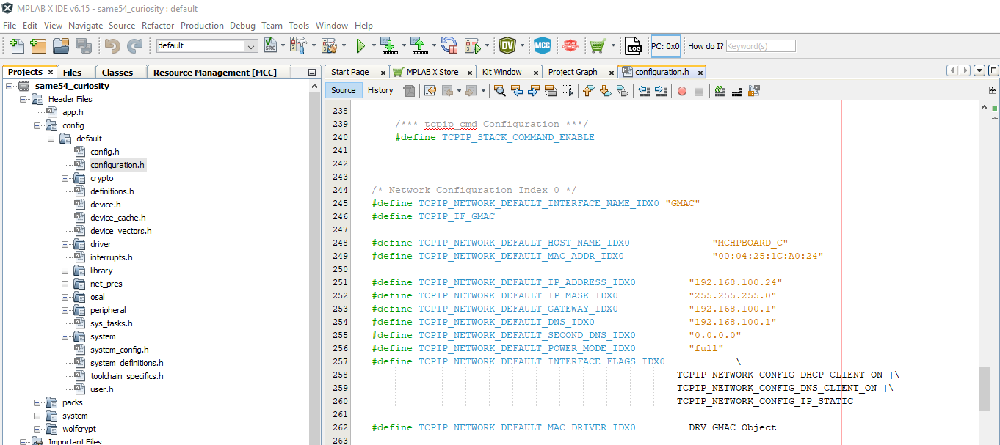 MPLAB X IDE v6.15 - same54_curiosity : default
File Edit View Navigate Source Refactor Production Debug Team Tools Window Help
default SRC DV MCC LOG PC: 0x0 How do I? Keyword(s)
Projects × Files Classes Resource Management [MCC]
Start Page × MPLAB X Store × Kit Window × Project Graph × configuration.h ×
Source History
same54_curiosity
Header Files
app.h
config
default
config.h
configuration.h
crypto
definitions.h
device.h
device_cache.h
device_vectors.h
driver
interrupts.h
library
net_pres
osal
peripheral
sys_tasks.h
system
system_config.h
system_definitions.h
toolchain_specifics.h
user.h
packs
system
wolfcrypt
Important Files
238
239 /*** tcpip_cmd Configuration ***/
240 #define TCPIP_STACK_COMMAND_ENABLE
241
242
243
244 /* Network Configuration Index 0 */
245 #define TCPIP_NETWORK_DEFAULT_INTERFACE_NAME_IDX0 "GMAC"
246 #define TCPIP_IF_GMAC
247
248 #define TCPIP_NETWORK_DEFAULT_HOST_NAME_IDX0 "MCHPBOARD_C"
249 #define TCPIP_NETWORK_DEFAULT_MAC_ADDR_IDX0 "00:04:25:1C:A0:24"
250
251 #define TCPIP_NETWORK_DEFAULT_IP_ADDRESS_IDX0 "192.168.100.24"
252 #define TCPIP_NETWORK_DEFAULT_IP_MASK_IDX0 "255.255.255.0"
253 #define TCPIP_NETWORK_DEFAULT_GATEWAY_IDX0 "192.168.100.1"
254 #define TCPIP_NETWORK_DEFAULT_DNS_IDX0 "192.168.100.1"
255 #define TCPIP_NETWORK_DEFAULT_SECOND_DNS_IDX0 "0.0.0.0"
256 #define TCPIP_NETWORK_DEFAULT_POWER_MODE_IDX0 "full"
257 #define TCPIP_NETWORK_DEFAULT_INTERFACE_FLAGS_IDX0 \
258 TCPIP_NETWORK_CONFIG_DHCP_CLIENT_ON |\
259 TCPIP_NETWORK_CONFIG_DNS_CLIENT_ON |\
260 TCPIP_NETWORK_CONFIG_IP_STATIC
261
262 #define TCPIP_NETWORK_DEFAULT_MAC_DRIVER_IDX0 DRV_GMAC_Object
263